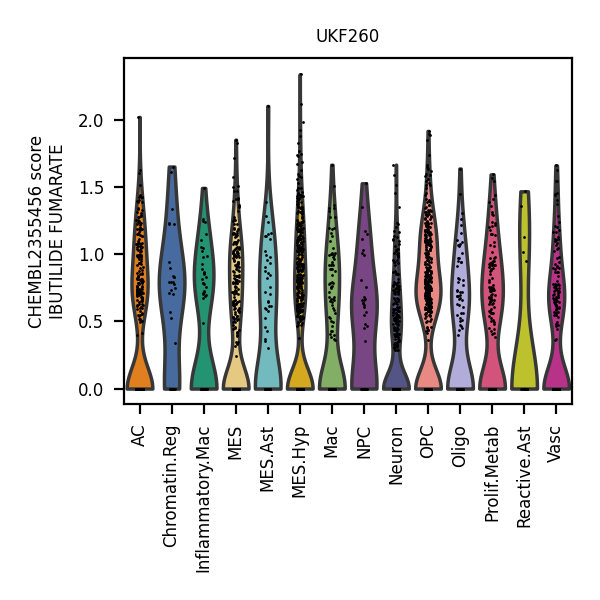 UKF260
CHEMBL2355456 score
IBUTILIDE FUMARATE
2.0
1.5
1.0
0.5
0.0
AC
Chromatin.Reg
Inflammatory.Mac
MES
MES.Ast
MES.Hyp
Mac
NPC
Neuron
OPC
Oligo
Prolif.Metab
Reactive.Ast
Vasc